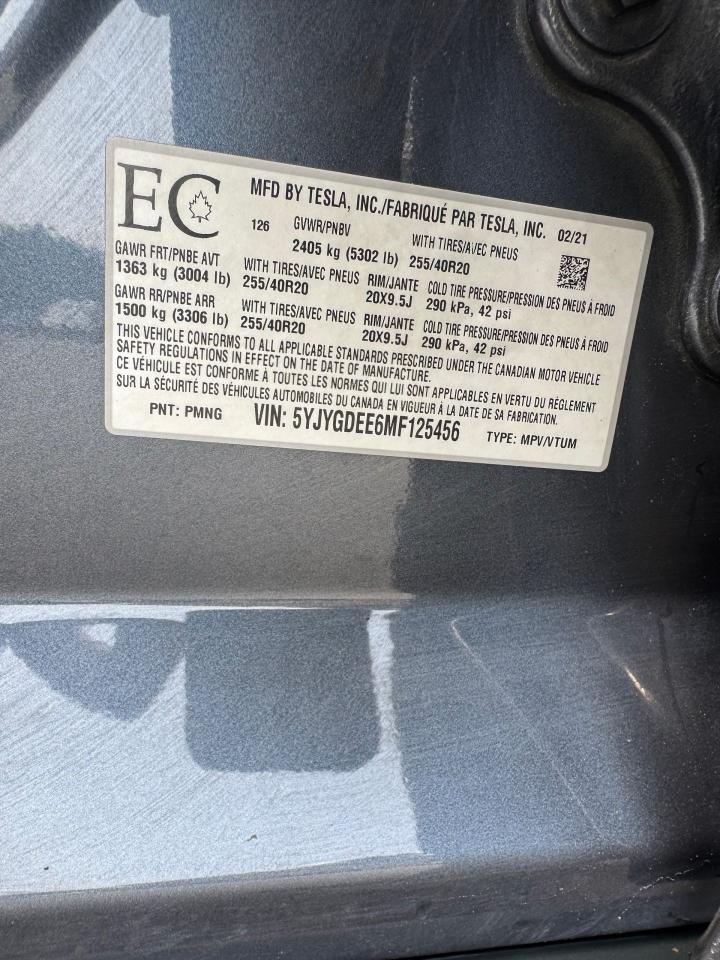 EC
MFD BY TESLA, INC./FABRIQUÉ PAR TESLA, INC. 02/21
126 GVWR/PNBV WITH TIRES/AVEC PNEUS
2405 kg (5302 lb) 255/40R20
GAWR FRT/PNBE AVT WITH TIRES/AVEC PNEUS RIM/JANTE COLD TIRE PRESSURE/PRESSION DES PNEUS À FROID
1363 kg (3004 lb) 255/40R20 20X9.5J 290 kPa, 42 psi
GAWR RR/PNBE ARR WITH TIRES/AVEC PNEUS RIM/JANTE COLD TIRE PRESSURE/PRESSION DES PNEUS À FROID
1500 kg (3306 lb) 255/40R20 20X9.5J 290 kPa, 42 psi
THIS VEHICLE CONFORMS TO ALL APPLICABLE STANDARDS PRESCRIBED UNDER THE CANADIAN MOTOR VEHICLE
SAFETY REGULATIONS IN EFFECT ON THE DATE OF MANUFACTURE.
CE VÉHICULE EST CONFORME À TOUTES LES NORMES QUI LUI SONT APPLICABLES EN VERTU DU RÈGLEMENT
SUR LA SÉCURITÉ DES VÉHICULES AUTOMOBILES DU CANADA EN VIGUEUR À LA DATE DE SA FABRICATION.
PNT: PMNG VIN: 5YJYGDEE6MF125456 TYPE: MPV/VTUM